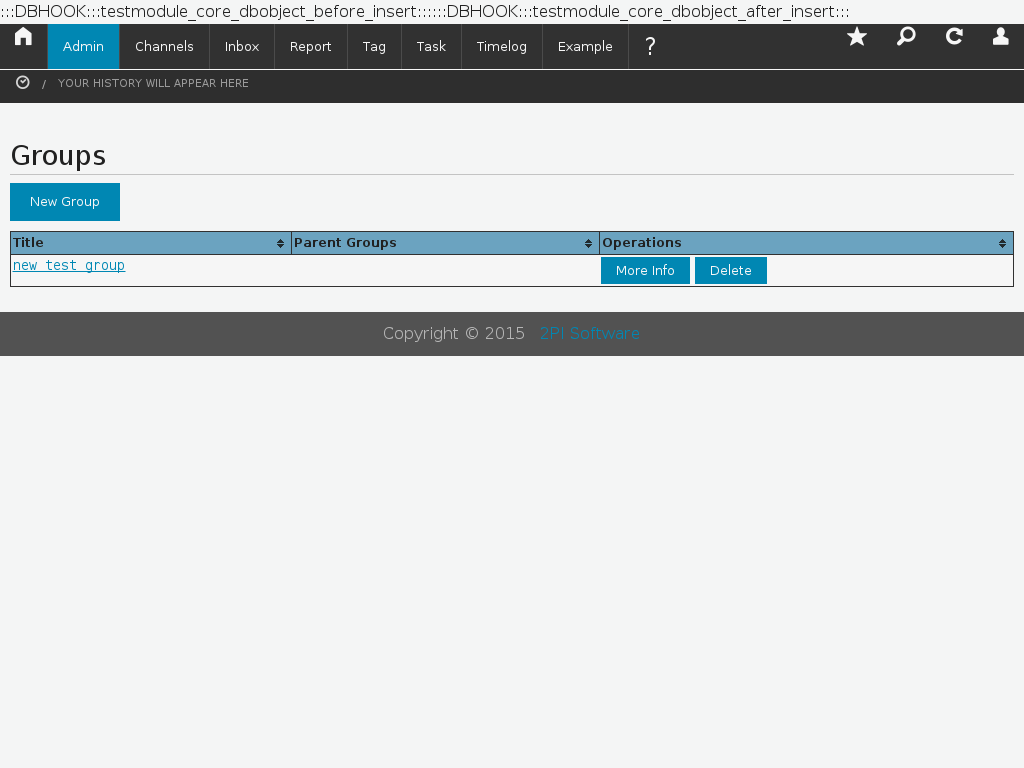 :::DBHOOK:::testmodule_core_dbobject_before_insert::::::DBHOOK:::testmodule_core_dbobject_after_insert:::
Admin Channels Inbox Report Tag Task Timelog Example ?
/ YOUR HISTORY WILL APPEAR HERE
Groups
New Group
Title Parent Groups Operations
new test group More Info Delete
Copyright © 2015 2PI Software